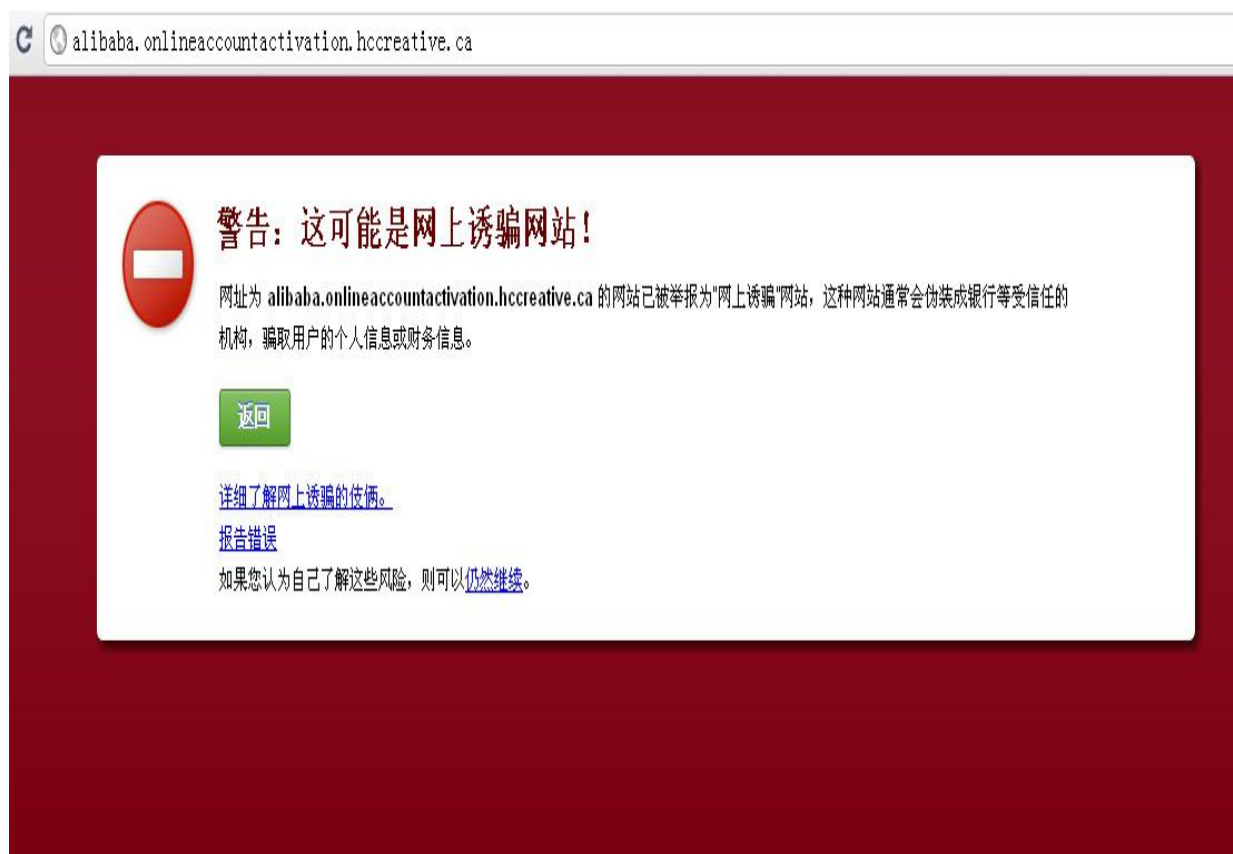 alibaba.onlineaccountactivation.hccreative.ca
警告：这可能是网上诱骗网站！
网址为 alibaba.onlineaccountactivation.hccreative.ca 的网站已被举报为"网上诱骗"网站，这种网站通常会伪装成银行等受信任的
机构，骗取用户的个人信息或财务信息。
返回
详细了解网上诱骗的伎俩。
报告错误
如果您认为自己了解这些风险，则可以仍然继续。